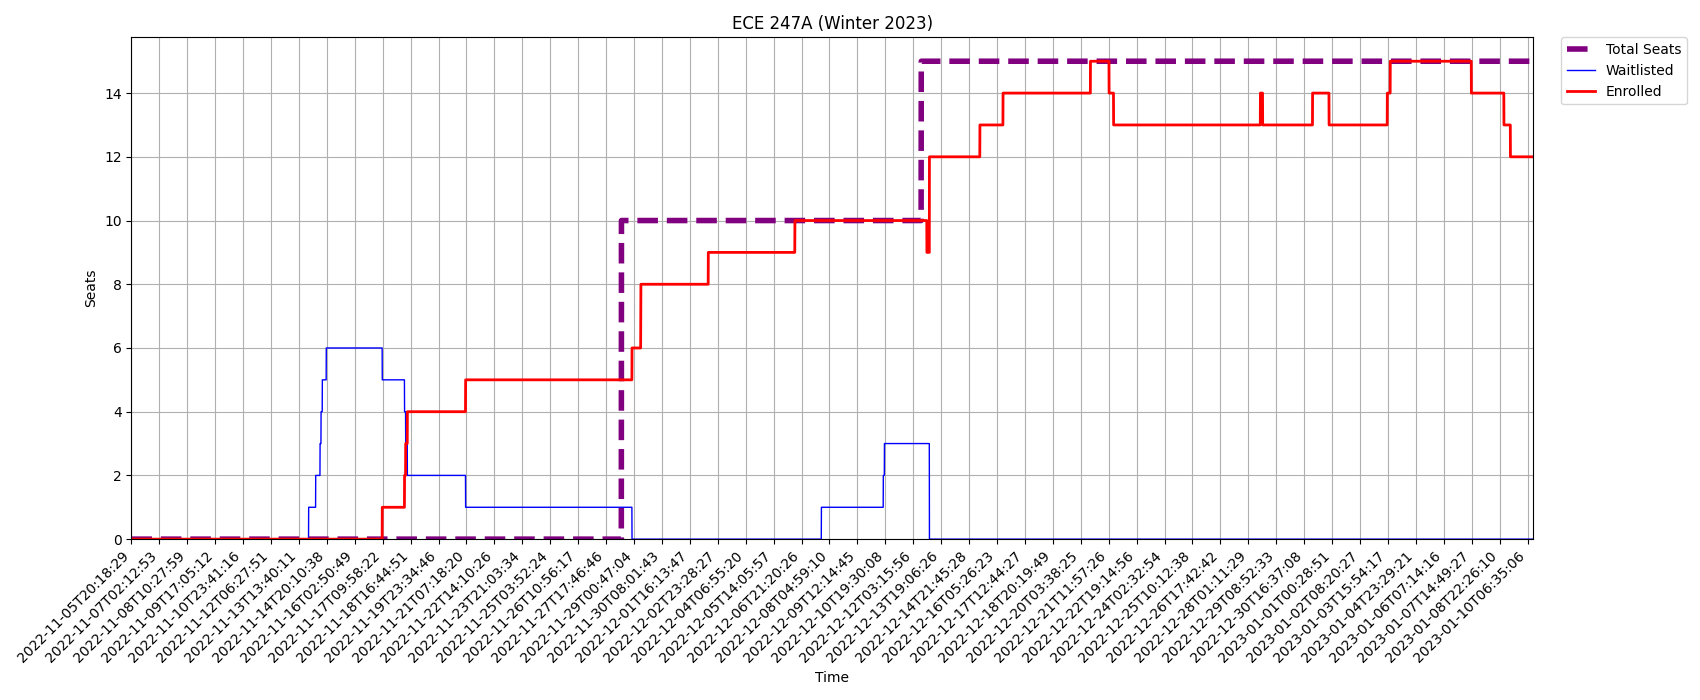 ECE 247A (Winter 2023)
Total Seats
Waitlisted
Enrolled
Seats
14
12
10
8
6
4
2
0
2022-11-05T20:18:29
2022-11-07T02:12:53
2022-11-08T10:27:59
2022-11-09T17:05:12
2022-11-10T23:41:16
2022-11-12T06:27:51
2022-11-13T13:40:11
2022-11-14T20:10:38
2022-11-16T02:50:49
2022-11-17T09:58:22
2022-11-18T16:44:51
2022-11-19T23:34:46
2022-11-21T07:18:20
2022-11-22T14:10:26
2022-11-23T21:03:34
2022-11-25T03:52:24
2022-11-26T10:56:17
2022-11-27T17:46:46
2022-11-29T00:47:04
2022-11-30T08:01:43
2022-12-01T16:13:47
2022-12-02T23:28:27
2022-12-04T06:55:20
2022-12-05T14:05:57
2022-12-06T21:20:26
2022-12-08T04:59:10
2022-12-09T12:14:45
2022-12-10T19:30:08
2022-12-12T03:15:56
2022-12-13T19:06:26
2022-12-14T21:45:28
2022-12-16T05:26:23
2022-12-17T12:44:27
2022-12-18T20:19:49
2022-12-20T03:38:25
2022-12-21T11:57:26
2022-12-22T19:14:56
2022-12-24T02:32:54
2022-12-25T10:12:38
2022-12-26T17:42:42
2022-12-28T01:11:29
2022-12-29T08:52:33
2022-12-30T16:37:08
2023-01-01T00:28:51
2023-01-02T08:20:27
2023-01-03T15:54:17
2023-01-04T23:29:21
2023-01-06T07:14:16
2023-01-07T14:49:27
2023-01-08T22:26:10
2023-01-10T06:35:06
Time